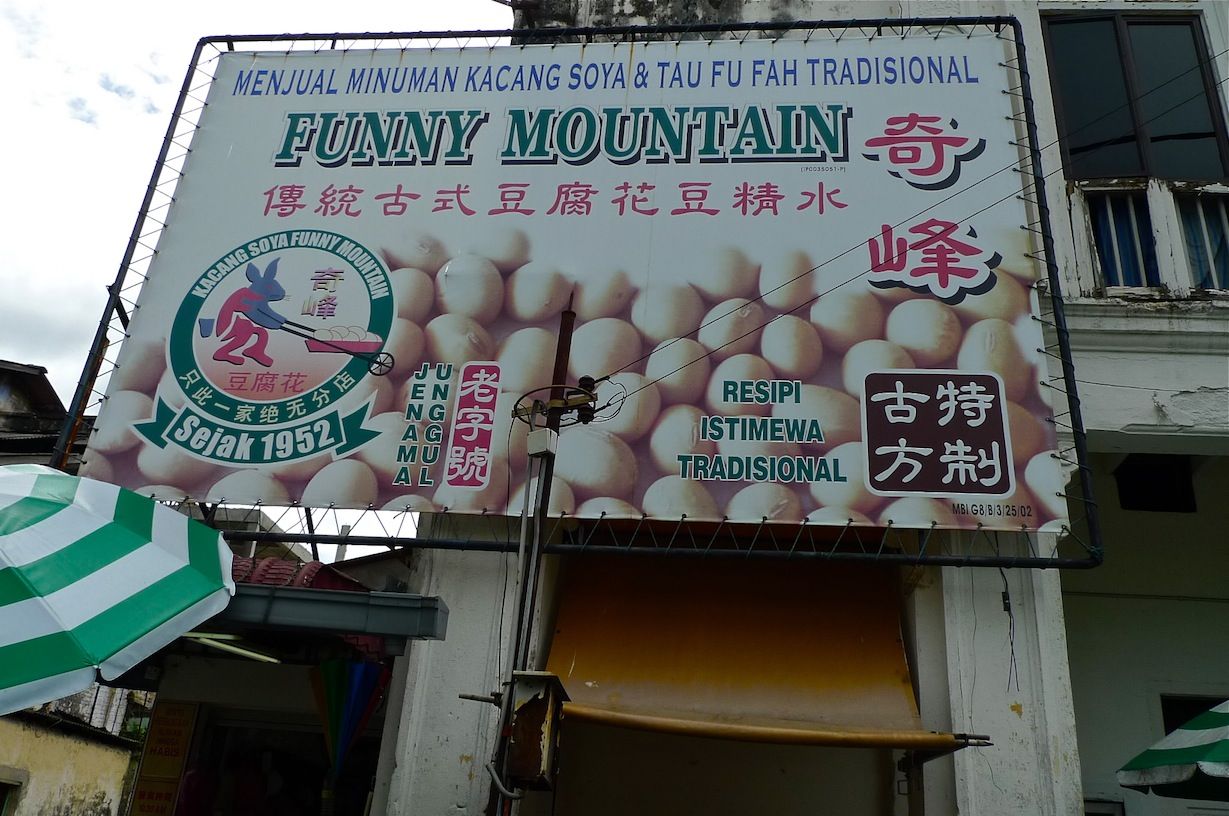 MENJUAL MINUMAN KACANG SOYA & TAU FU FAH TRADISIONAL
FUNNY MOUNTAIN
奇峰
傳統古式豆腐花豆精水
KACANG SOYA FUNNY MOUNTAIN
奇峰
豆腐花
只此一家绝无分店
Sejak 1952
JENAMA
UNGGUL
老字號
RESIPI
ISTIMEWA
TRADISIONAL
特制
古方
MBI G8/B/3/25/02
HABIS